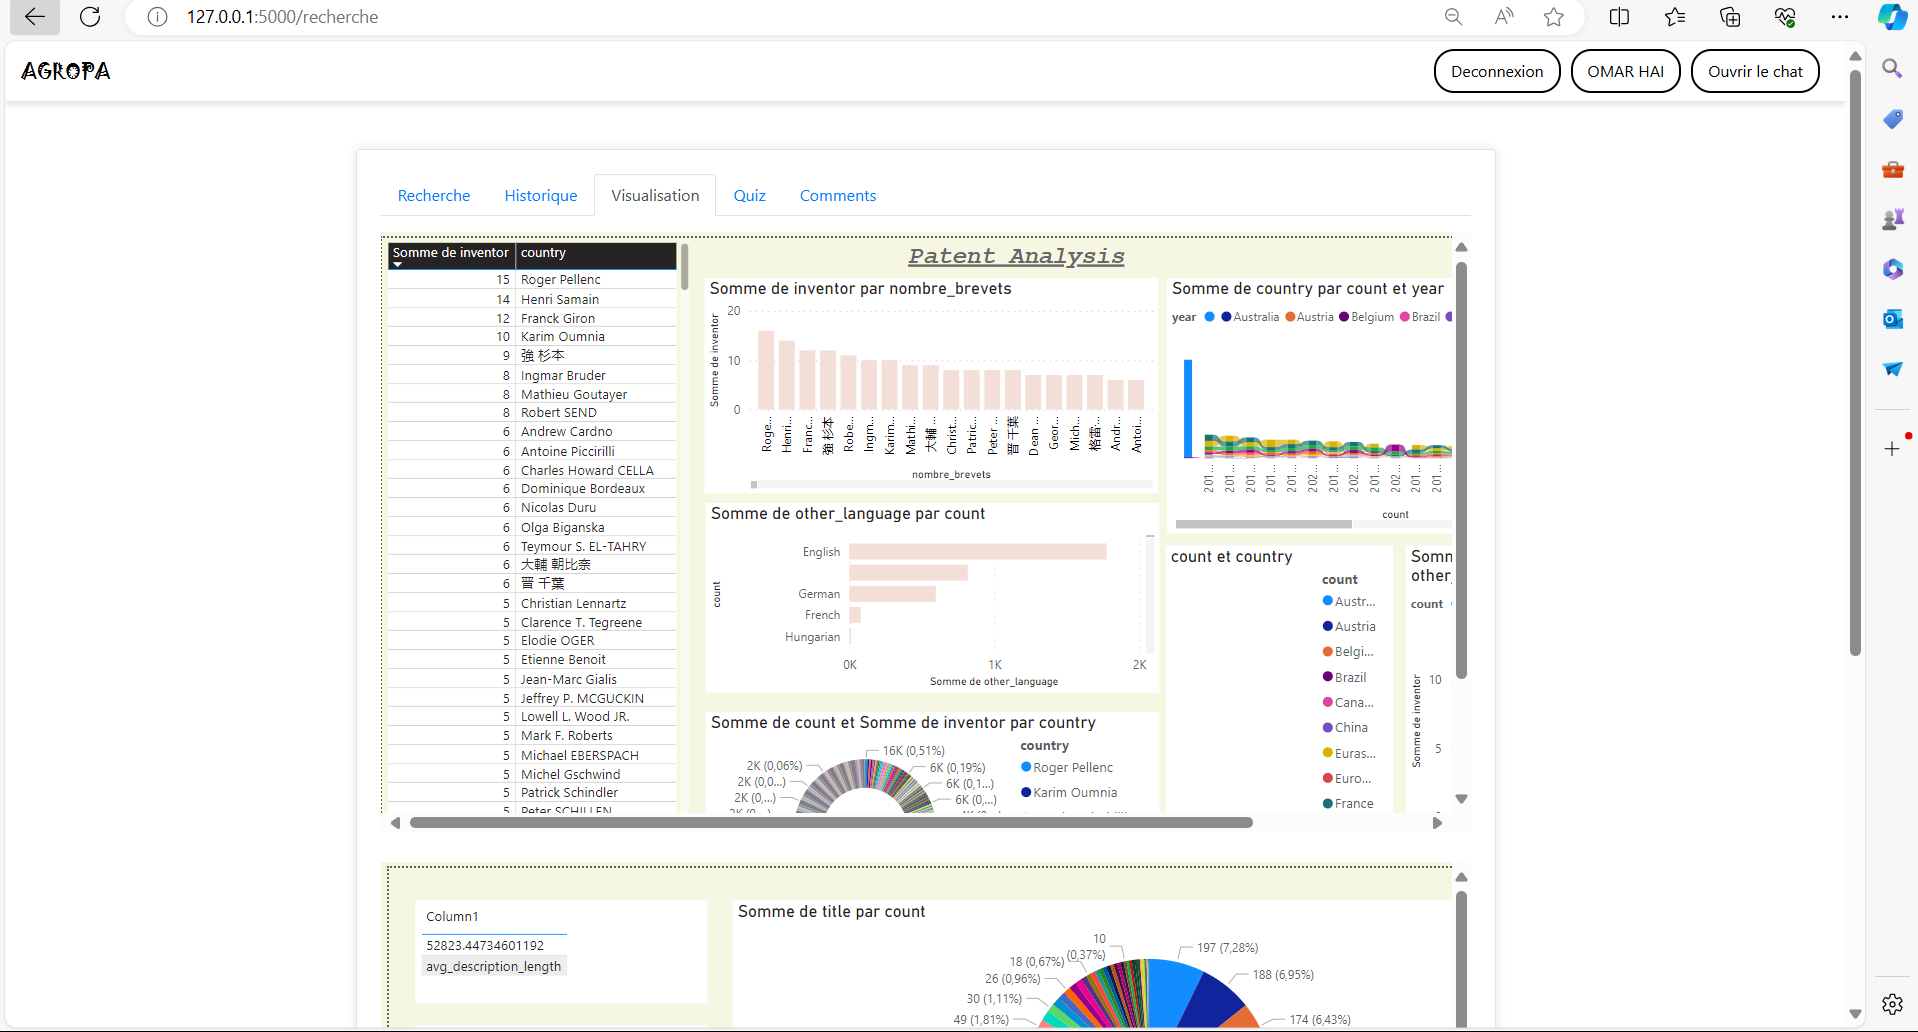 127.0.0.1:5000/recherche
AGROPA
Deconnexion
OMAR HAI
Ouvrir le chat
Recherche
Historique
Visualisation
Quiz
Comments
Somme de inventor country
15 Roger Pellenc
14 Henri Samain
12 Franck Giron
10 Karim Oumnia
9 強 杉本
8 Ingmar Bruder
8 Mathieu Goutayer
8 Robert SEND
6 Andrew Cardno
6 Antoine Piccirilli
6 Charles Howard CELLA
6 Dominique Bordeaux
6 Nicolas Duru
6 Olga Biganska
6 Teymour S. EL-TAHRY
6 大輔 朝比奈
6 晋 千葉
5 Christian Lennartz
5 Clarence T. Tegreene
5 Elodie OGER
5 Etienne Benoit
5 Jean-Marc Gialis
5 Jeffrey P. MCGUCKIN
5 Lowell L. Wood JR.
5 Mark F. Roberts
5 Michael EBERSPACH
5 Michel Gschwind
5 Patrick Schindler
5 Peter SCHILLEN
Patent Analysis
Somme de inventor par nombre_brevets
Somme de inventor
20
10
0
Roge...
Henri...
Franc...
強 杉本
Robe...
Ingm...
Karim...
Mathi...
大輔 ...
Christ...
Patric...
Peter ...
晋 千葉
Dean ...
Geor...
Mich...
格雷...
Andr...
Antoi...
nombre_brevets
Somme de country par count et year
year Australia Austria Belgium Brazil
201...
201...
201...
201...
201...
202...
201...
202...
201...
202...
201...
201...
count
Somme de other_language par count
count
English
German
French
Hungarian
0K 1K 2K
Somme de other_language
count et country
count
Austr...
Austria
Belgi...
Brazil
Cana...
China
Euras...
Euro...
France
Somm
other_
count
Somme de inventor
10
5
Somme de count et Somme de inventor par country
16K (0,51%)
2K (0,06%)
6K (0,19%)
2K (0,0...)
6K (0,1...)
2K (0,...)
6K (0,...)
country
Roger Pellenc
Karim Oumnia
Column1
52823.44734601192
avg_description_length
Somme de title par count
10
(0,37%)
18 (0,67%)
26 (0,96%)
30 (1,11%)
49 (1,81%)
197 (7,28%)
188 (6,95%)
174 (6,43%)